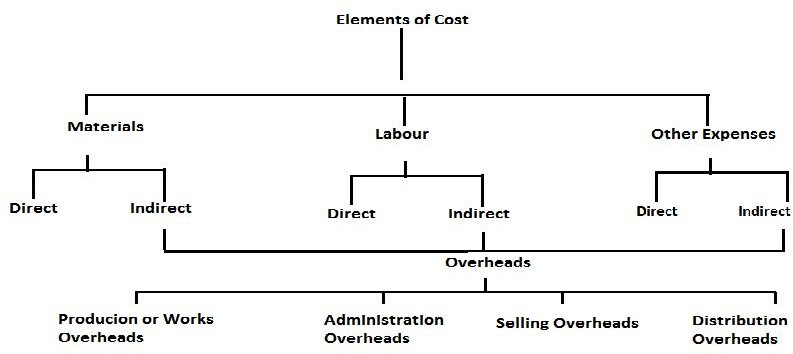 Elements of Cost
Materials
Labour
Other Expenses
Direct
Indirect
Direct
Indirect
Direct
Indirect
Overheads
Producion or Works
Overheads
Administration
Overheads
Selling Overheads
Distribution
Overheads